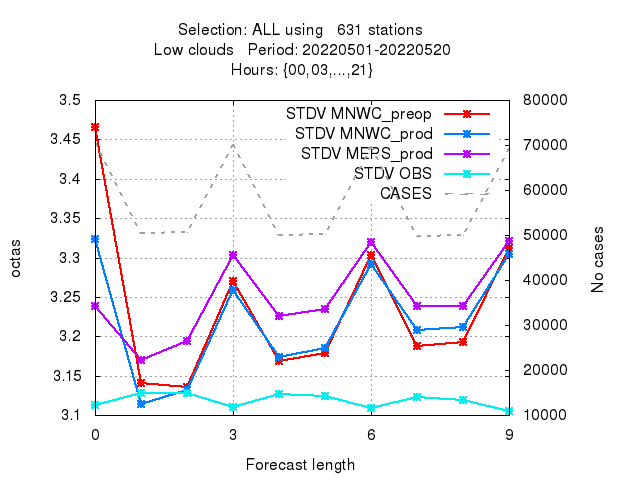 Selection: ALL using   631 stations
Low clouds   Period: 20220501-20220520
Hours: {00,03,...,21}
3.5
3.45
3.4
3.35
3.3
3.25
3.2
3.15
3.1
octas
STDV MNWC_preop
STDV MNWC_prod
STDV MERS_prod
STDV OBS
CASES
80000
70000
60000
50000
40000
30000
20000
10000
No cases
0 3 6 9
Forecast length